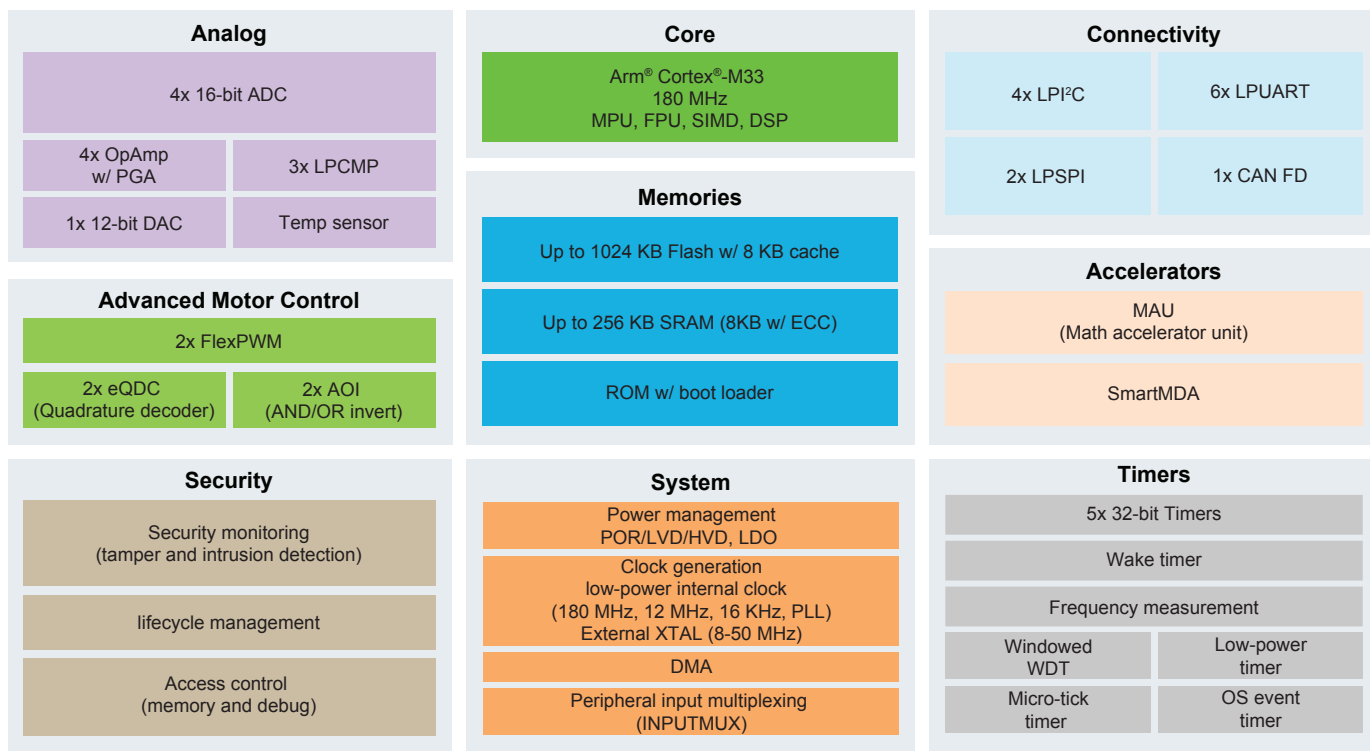 Analog
4x 16-bit ADC
4x OpAmp
w/ PGA
3x LPCMP
1x 12-bit DAC
Temp sensor
Advanced Motor Control
2x FlexPWM
2x eQDC
(Quadrature decoder)
2x AOI
(AND/OR invert)
Security
Security monitoring
(tamper and intrusion detection)
lifecycle management
Access control
(memory and debug)
Core
Arm® Cortex®-M33
180 MHz
MPU, FPU, SIMD, DSP
Memories
Up to 1024 KB Flash w/ 8 KB cache
Up to 256 KB SRAM (8KB w/ ECC)
ROM w/ boot loader
System
Power management
POR/LVD/HVD, LDO
Clock generation
low-power internal clock
(180 MHz, 12 MHz, 16 KHz, PLL)
External XTAL (8-50 MHz)
DMA
Peripheral input multiplexing
(INPUTMUX)
Connectivity
4x LPI²C
6x LPUART
2x LPSPI
1x CAN FD
Accelerators
MAU
(Math accelerator unit)
SmartMDA
Timers
5x 32-bit Timers
Wake timer
Frequency measurement
Windowed
WDT
Low-power
timer
Micro-tick
timer
OS event
timer